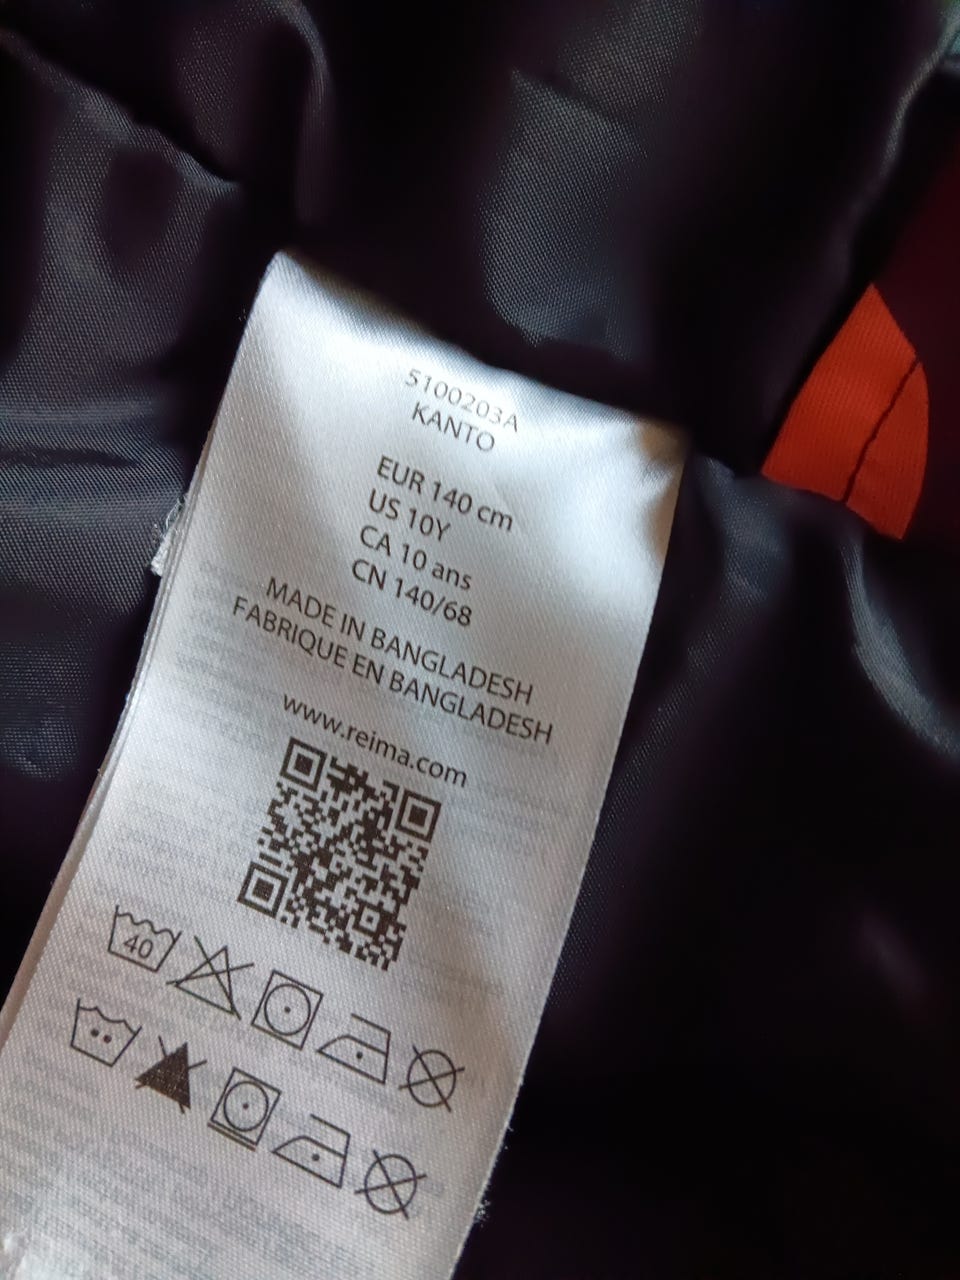 5100203A
KANTO
EUR 140 cm
US 10Y
CA 10 ans
CN 140/68
MADE IN BANGLADESH
FABRIQUE EN BANGLADESH
www.reima.com
40